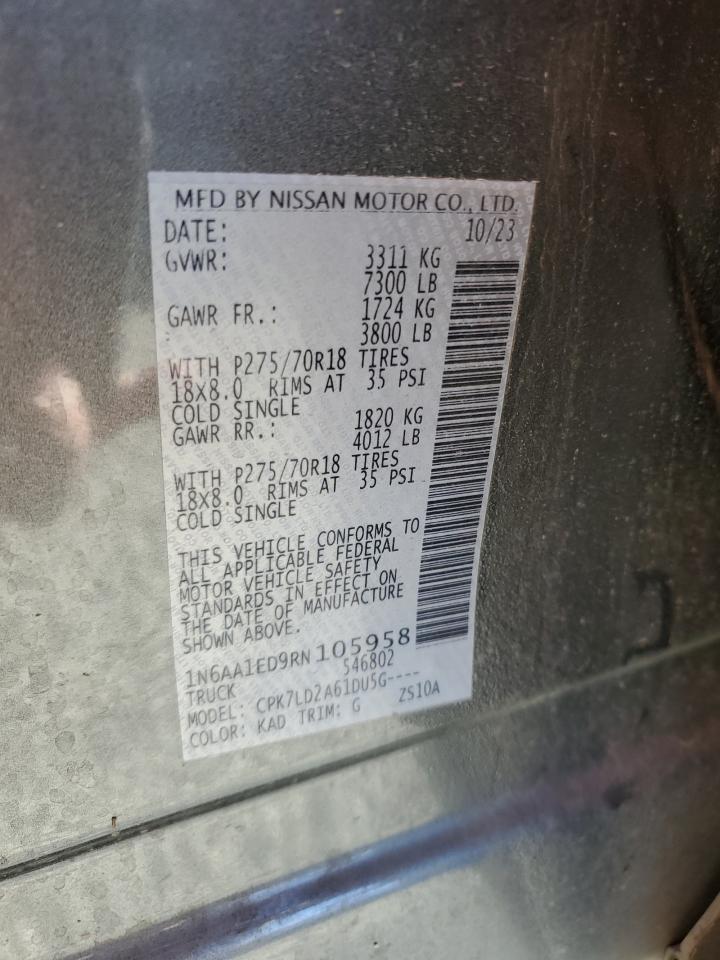 MFD BY NISSAN MOTOR CO., LTD.
DATE: 10/23
GVWR: 3311 KG
7300 LB
GAWR FR.: 1724 KG
3800 LB
WITH P275/70R18 TIRES
18X8.0 RIMS AT 35 PSI
COLD SINGLE
GAWR RR.: 1820 KG
4012 LB
WITH P275/70R18 TIRES
18X8.0 RIMS AT 35 PSI
COLD SINGLE
THIS VEHICLE CONFORMS TO
ALL APPLICABLE FEDERAL
MOTOR VEHICLE SAFETY
STANDARDS IN EFFECT ON
THE DATE OF MANUFACTURE
SHOWN ABOVE.
1N6AA1ED9RN105958
TRUCK 546802
MODEL: CPK7LD2A61DU5G----
COLOR: KAD TRIM: G ZS10A